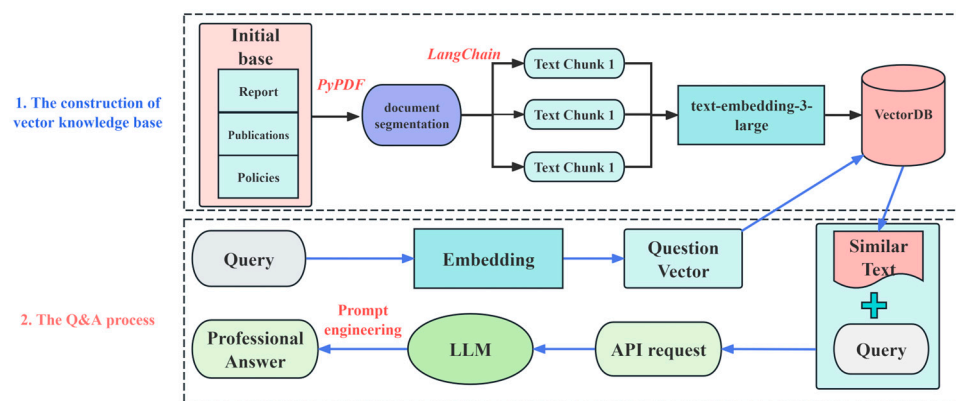 1. The construction of
vector knowledge base
Initial
base
Report
Publications
Policies
PyPDF
document
segmentation
LangChain
Text Chunk 1
Text Chunk 1
Text Chunk 1
text-embedding-3-
large
VectorDB
2. The Q&A process
Query
Embedding
Question
Vector
Similar
Text
Query
API request
LLM
Prompt
engineering
Professional
Answer